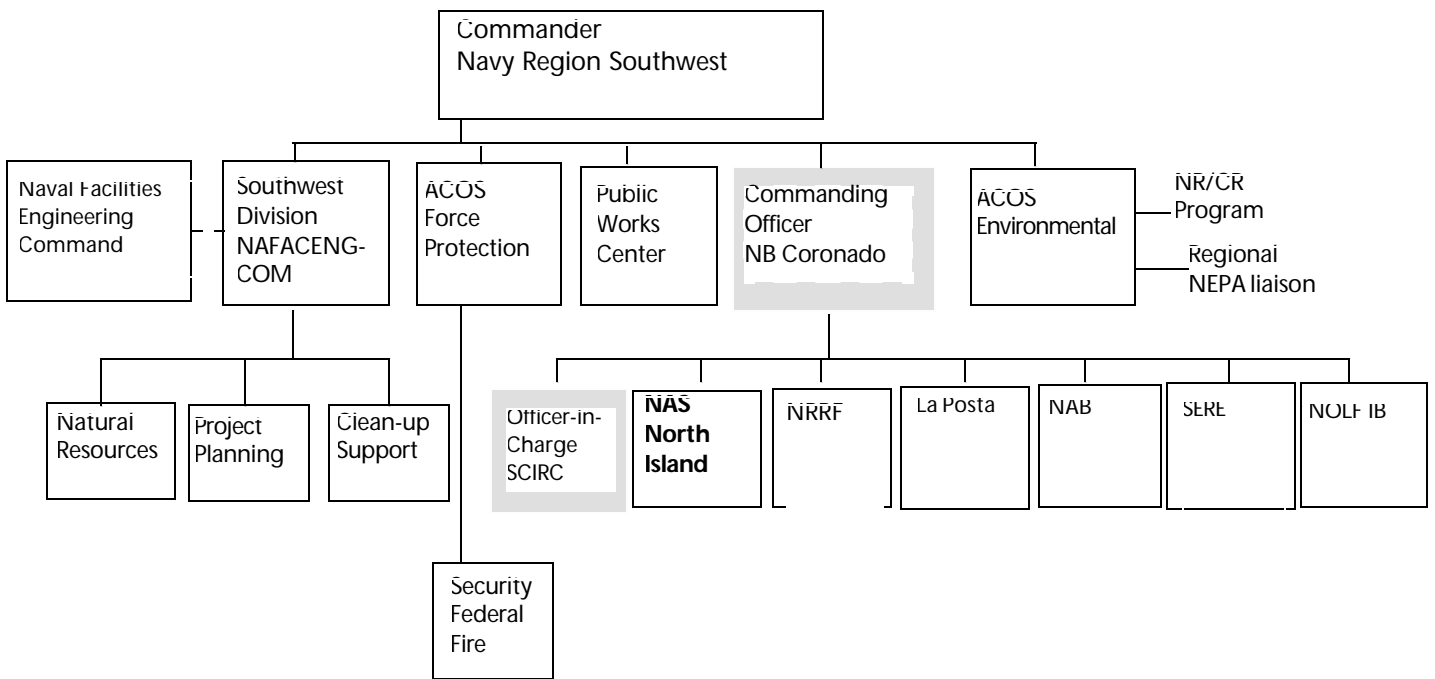 Commander
Navy Region Southwest
Naval Facilities
Engineering
Command
Southwest
Division
NAFACENG-
COM
ACOS
Force
Protection
Public
Works
Center
Commanding
Officer
NB Coronado
ACOS
Environmental
NR/CR
Program
Regional
NEPA liaison
Natural
Resources
Project
Planning
Clean-up
Support
Officer-in-
Charge
SCIRC
NAS
North
Island
NRRF
La Posta
NAB
SERE
NOLF IB
Security
Federal
Fire